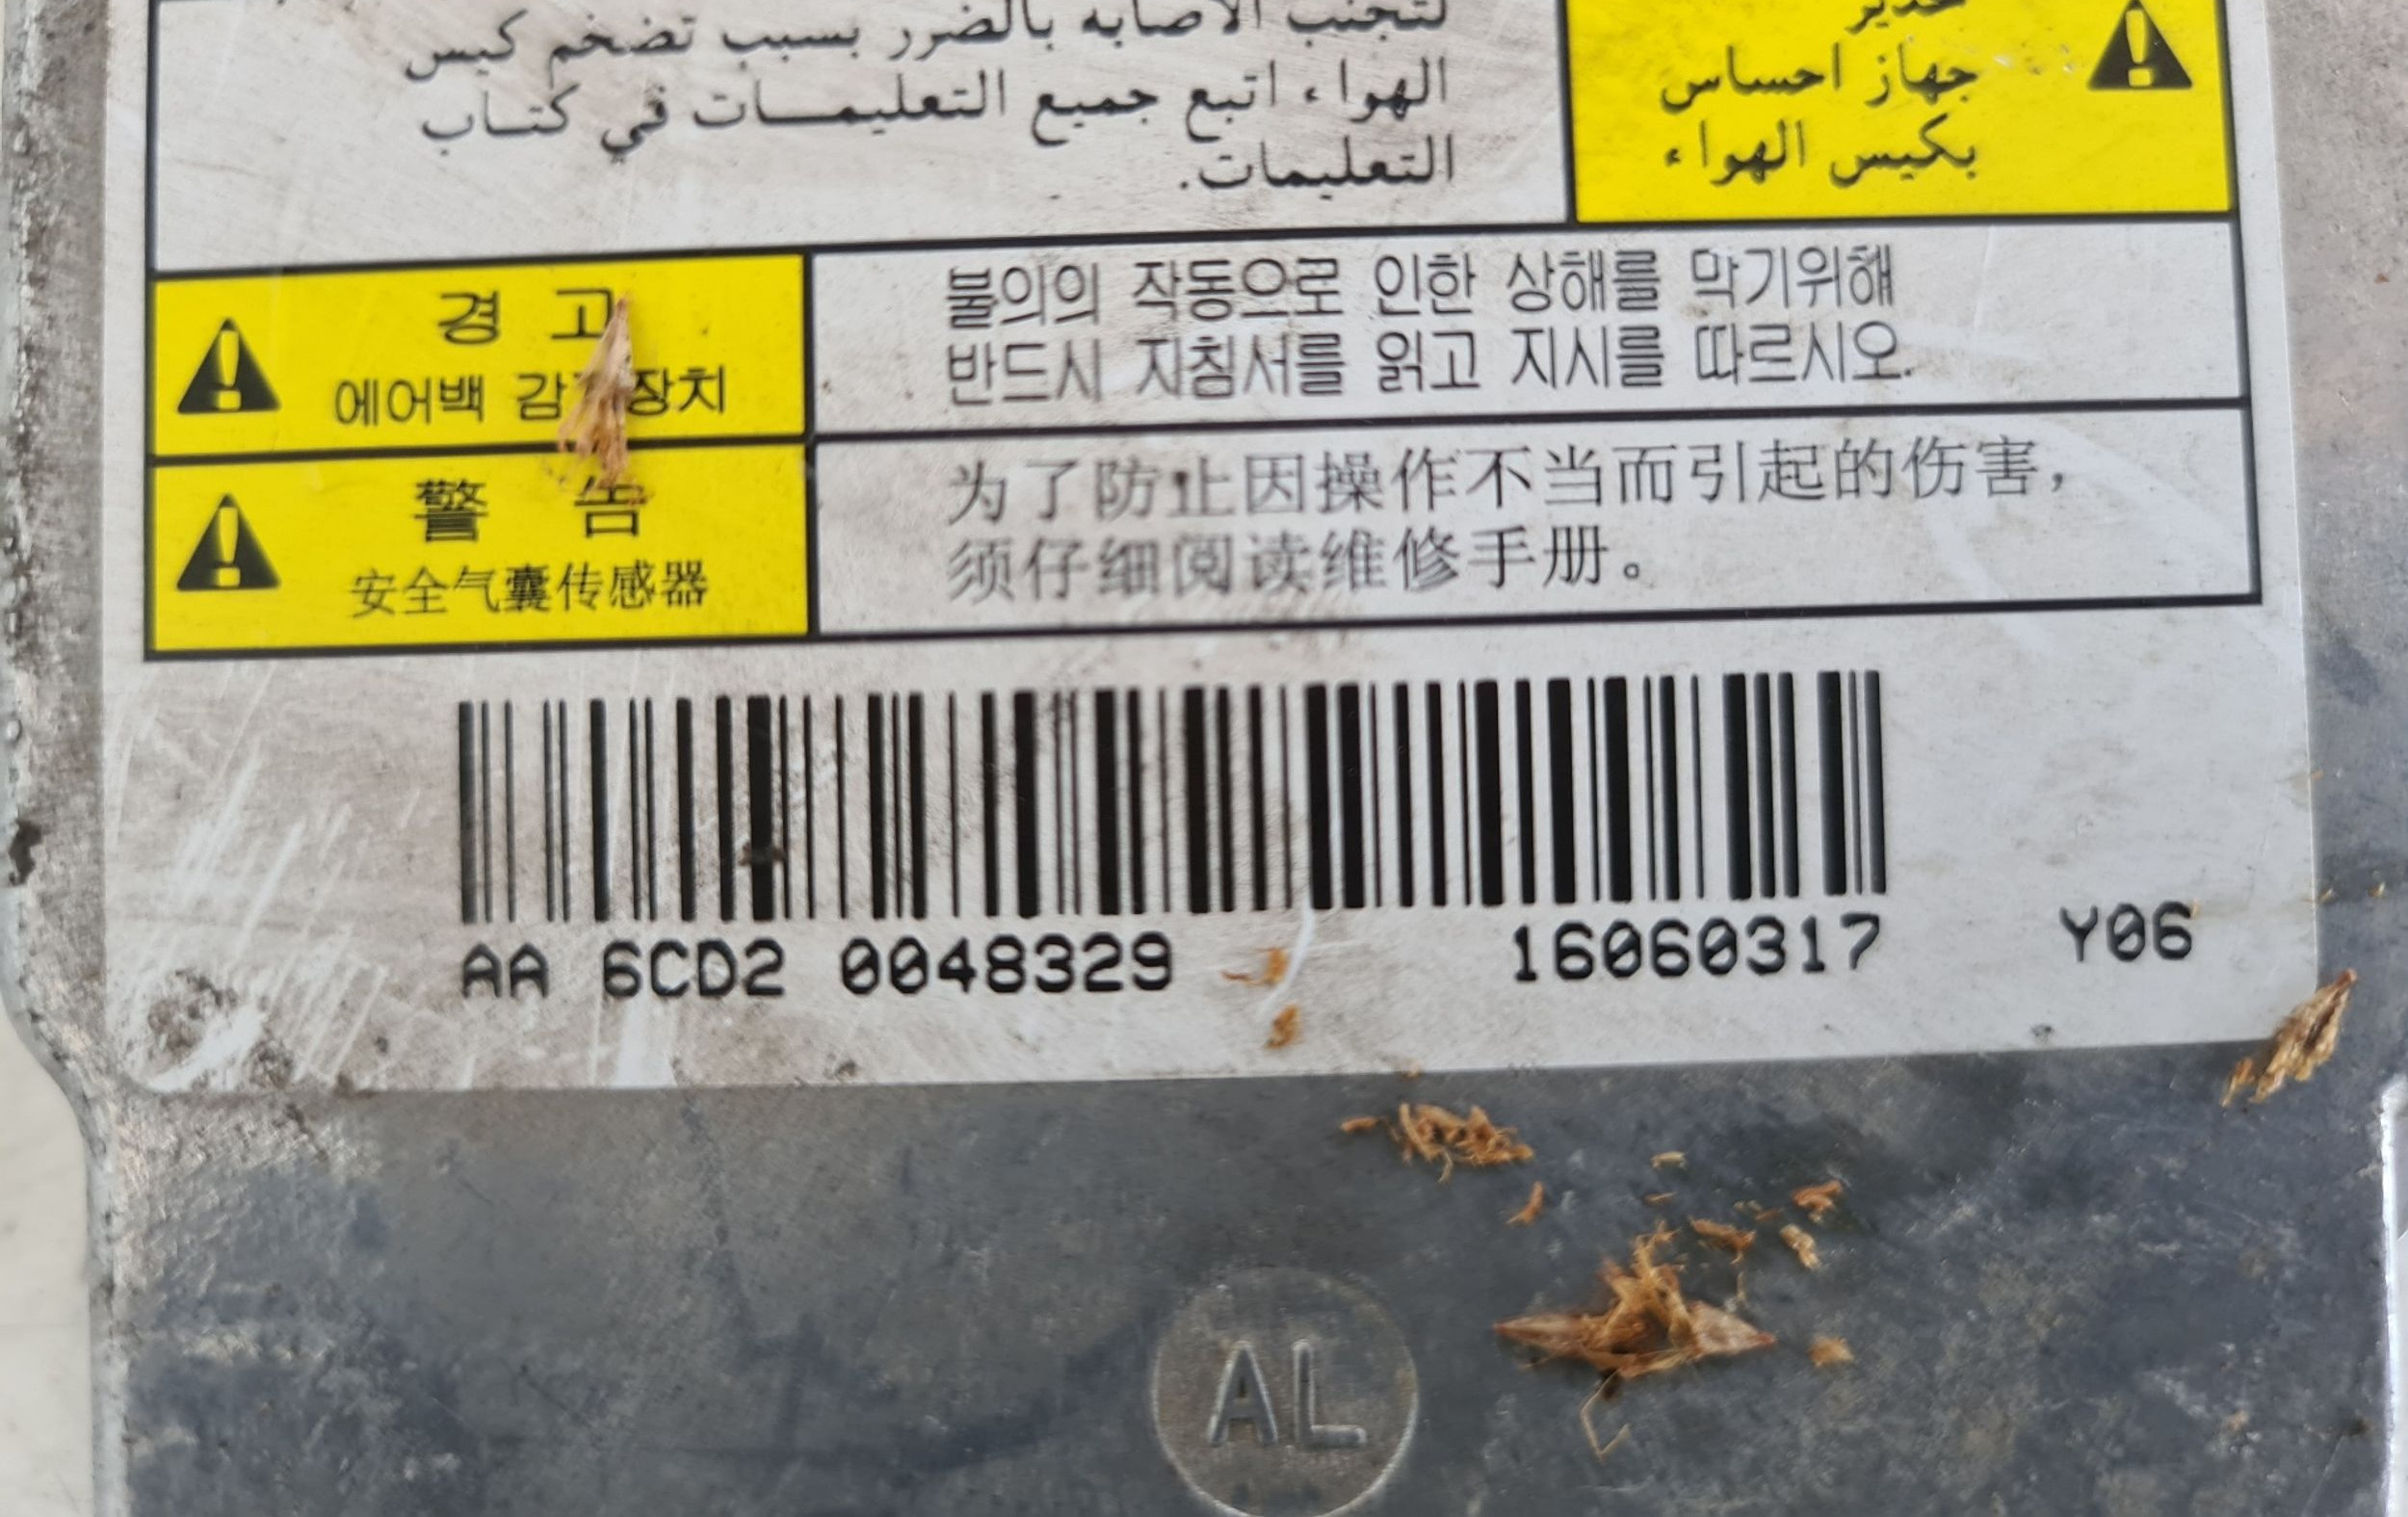 تحذير
جهاز احساس
بكيس الهواء
لتجنب الاصابه بالضرر بسبب تضخم كيس
الهواء اتبع جميع التعليمات في كتاب
التعليمات.
경 고
에어백 장치
불의의 작동으로 인한 상해를 막기위해
반드시 지침서를 읽고 지시를 따르시오.
警 告
安全气囊传感器
为了防止因操作不当而引起的伤害，
须仔细阅读维修手册。
AA 6CD2 0048329 16060317 Y06
AL